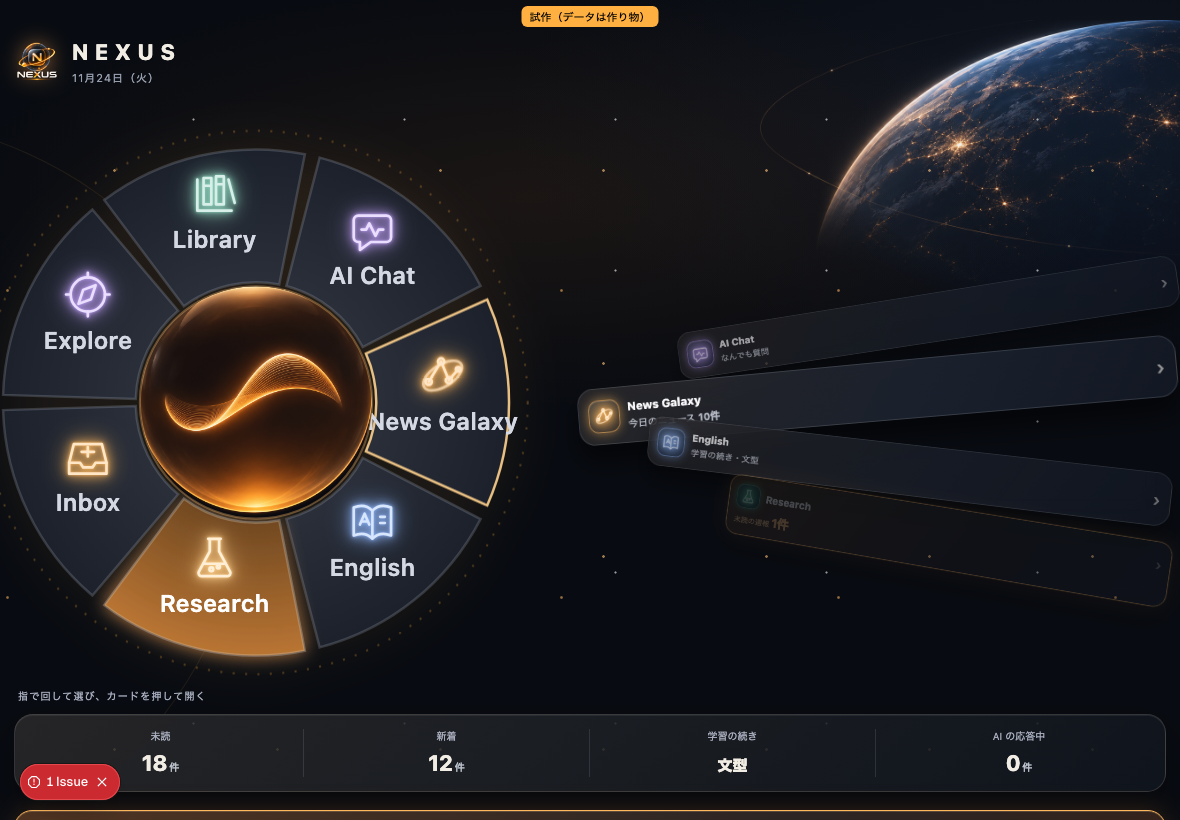 試作（データは作り物）
NEXUS
NEXUS
11月24日（火）
Library
AI Chat
Explore
News Galaxy
Inbox
English
Research
AI Chat
なんでも質問
News Galaxy
10件
English
学習の続き・文型
Research
未読の資検 1件
指で回して選び、カードを押して開く
未読
18件
新着
12件
学習の続き
文型
AI の応答中
0件
1 Issue